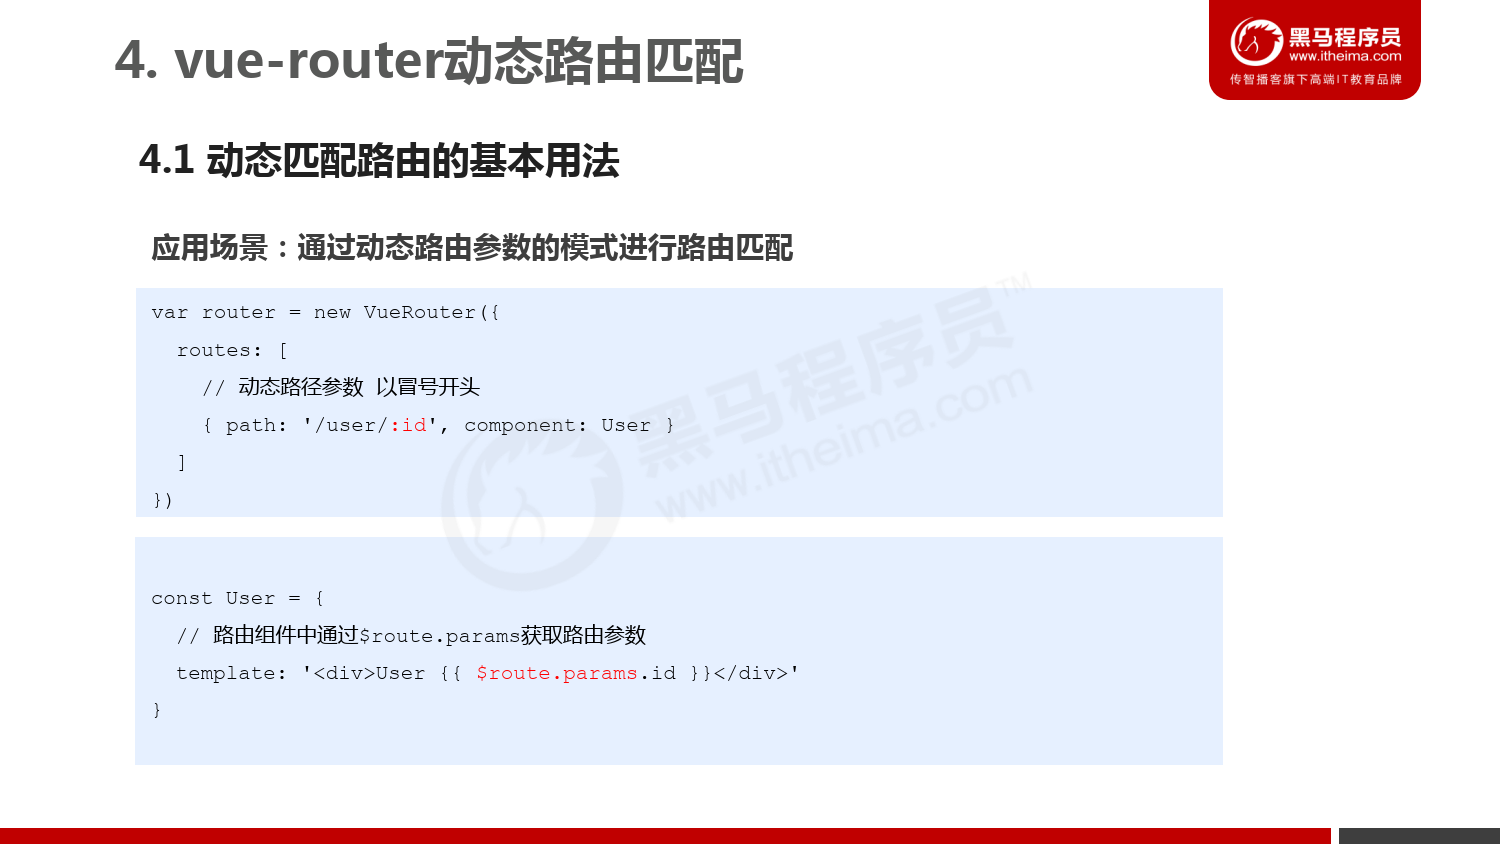 4. vue-router动态路由匹配
黑马程序员
www.itheima.com
传智播客旗下高端IT教育品牌
4.1 动态匹配路由的基本用法
应用场景：通过动态路由参数的模式进行路由匹配
var router = new VueRouter({
routes: [
// 动态路径参数 以冒号开头
{ path: '/user/:id', component: User }
]
})
黑马程序员™
www.itheima.com
const User = {
// 路由组件中通过$route.params获取路由参数
template: '<div>User {{ $route.params.id }}</div>'
}